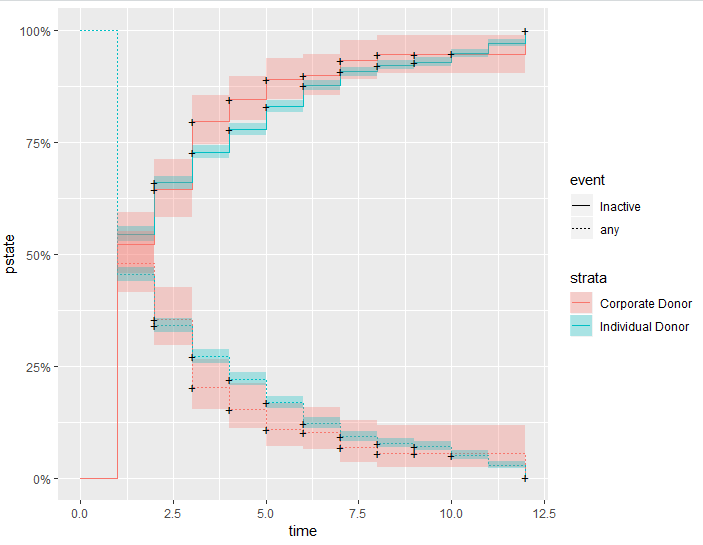 100%
75%
50%
25%
0%
pstate
0.0
2.5
5.0
7.5
10.0
12.5
time
event
Inactive
any
strata
Corporate Donor
Individual Donor